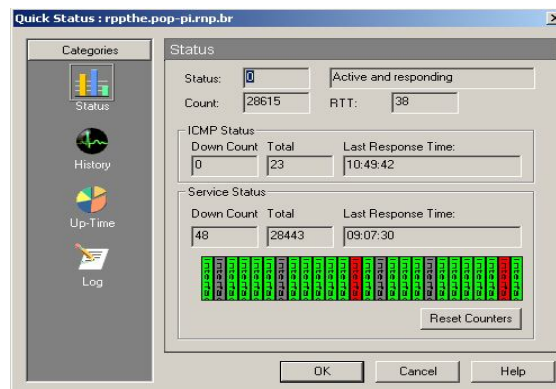 Quick Status : rppthe.pop-pi.rnp.br
Categories
Status
History
Up-Time
Log
Status
Status: 0 Active and responding
Count: 28615 RTT: 38
ICMP Status
Down Count Total Last Response Time:
0 23 10:49:42
Service Status
Down Count Total Last Response Time:
48 28443 09:07:30
Reset Counters
OK Cancel Help